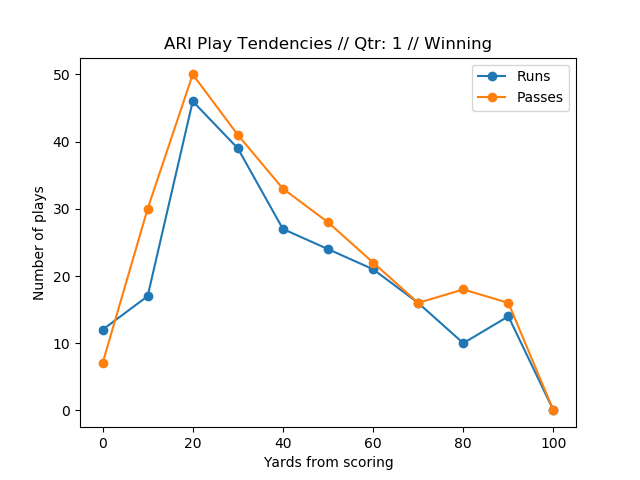 ARI Play Tendencies // Qtr: 1 // Winning
Runs
Passes
50
40
30
20
10
0
Number of plays
0 20 40 60 80 100
Yards from scoring